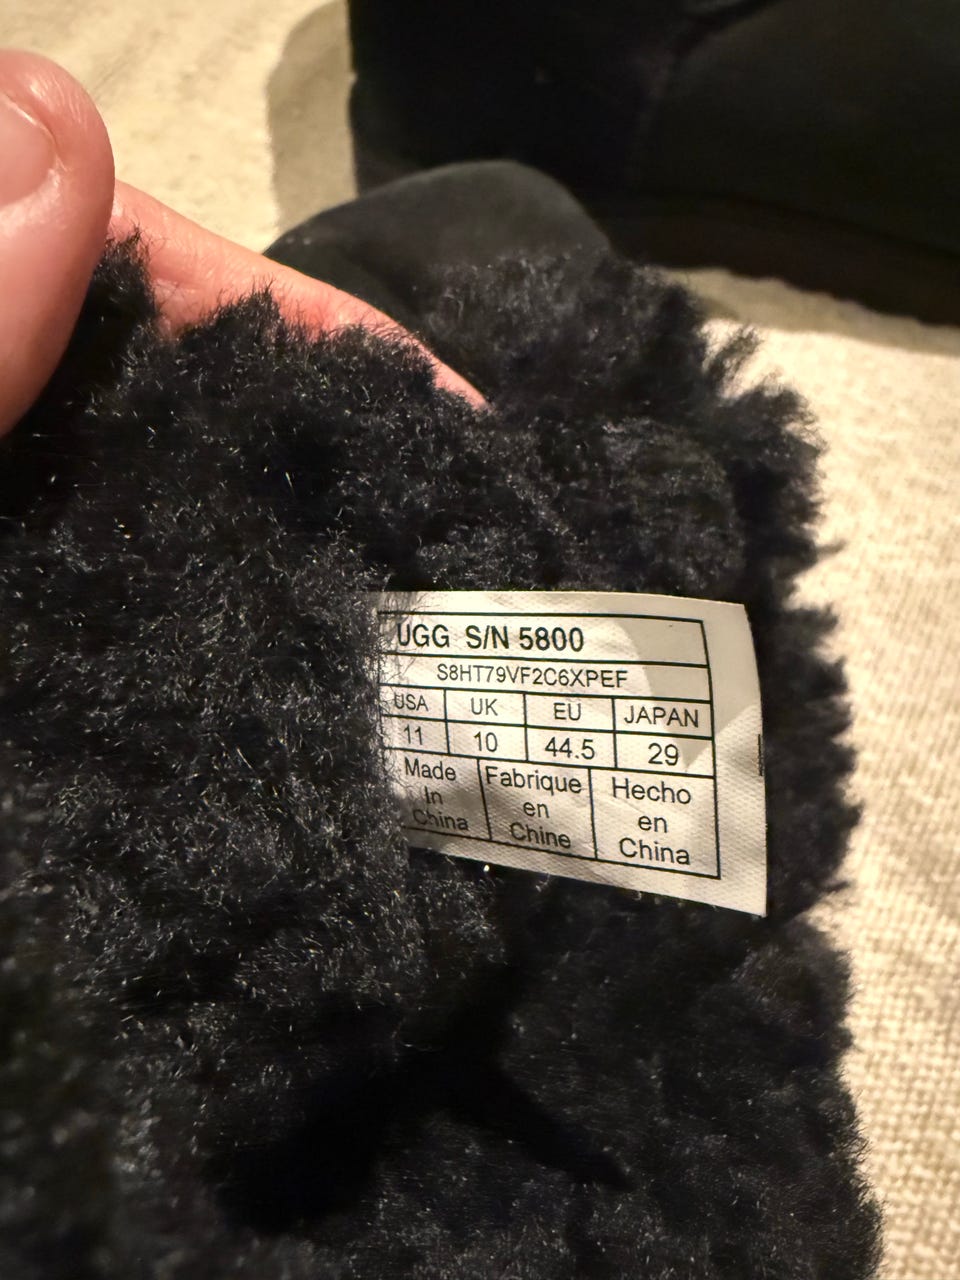 UGG S/N 5800
S8HT79VF2C6XPEF
USA UK EU JAPAN
11 10 44.5 29
Made Fabrique Hecho
In en en
China Chine China